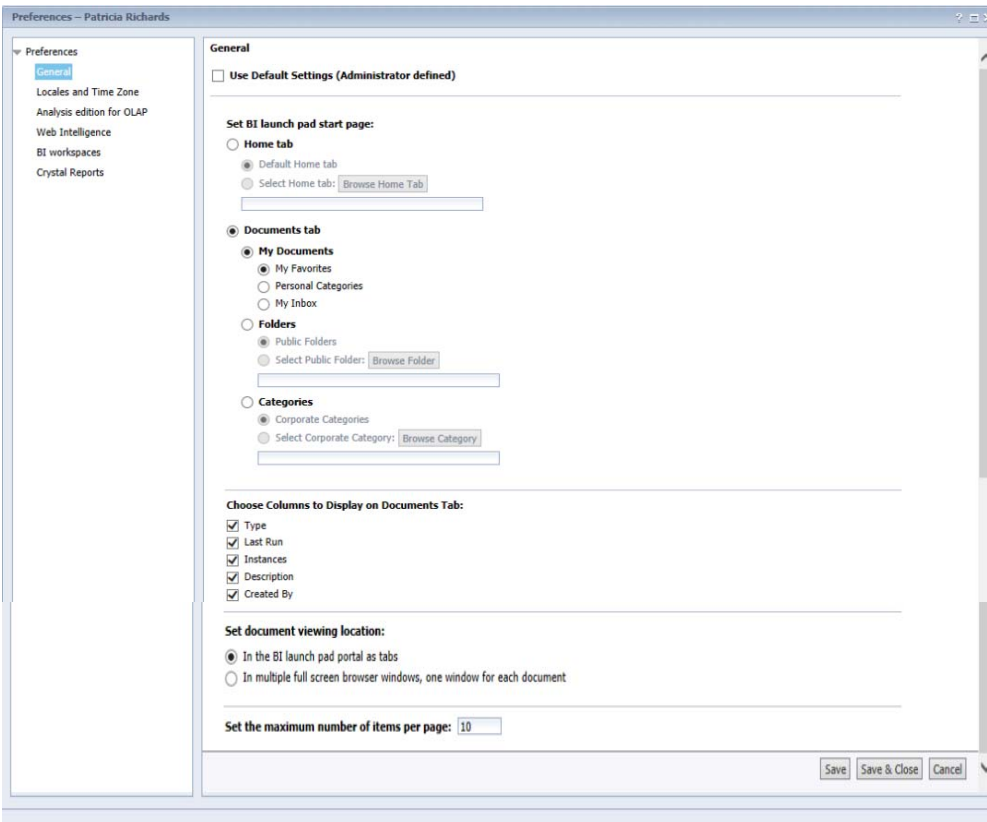 Preferences – Patricia Richards
?
Preferences
General
Locales and Time Zone
Analysis edition for OLAP
Web Intelligence
BI workspaces
Crystal Reports
General
Use Default Settings (Administrator defined)
Set BI launch pad start page:
Home tab
Default Home tab
Select Home tab: Browse Home Tab
Documents tab
My Documents
My Favorites
Personal Categories
My Inbox
Folders
Public Folders
Select Public Folder: Browse Folder
Categories
Corporate Categories
Select Corporate Category: Browse Category
Choose Columns to Display on Documents Tab:
Type
Last Run
Instances
Description
Created By
Set document viewing location:
In the BI launch pad portal as tabs
In multiple full screen browser windows, one window for each document
Set the maximum number of items per page: 10
Save Save & Close Cancel